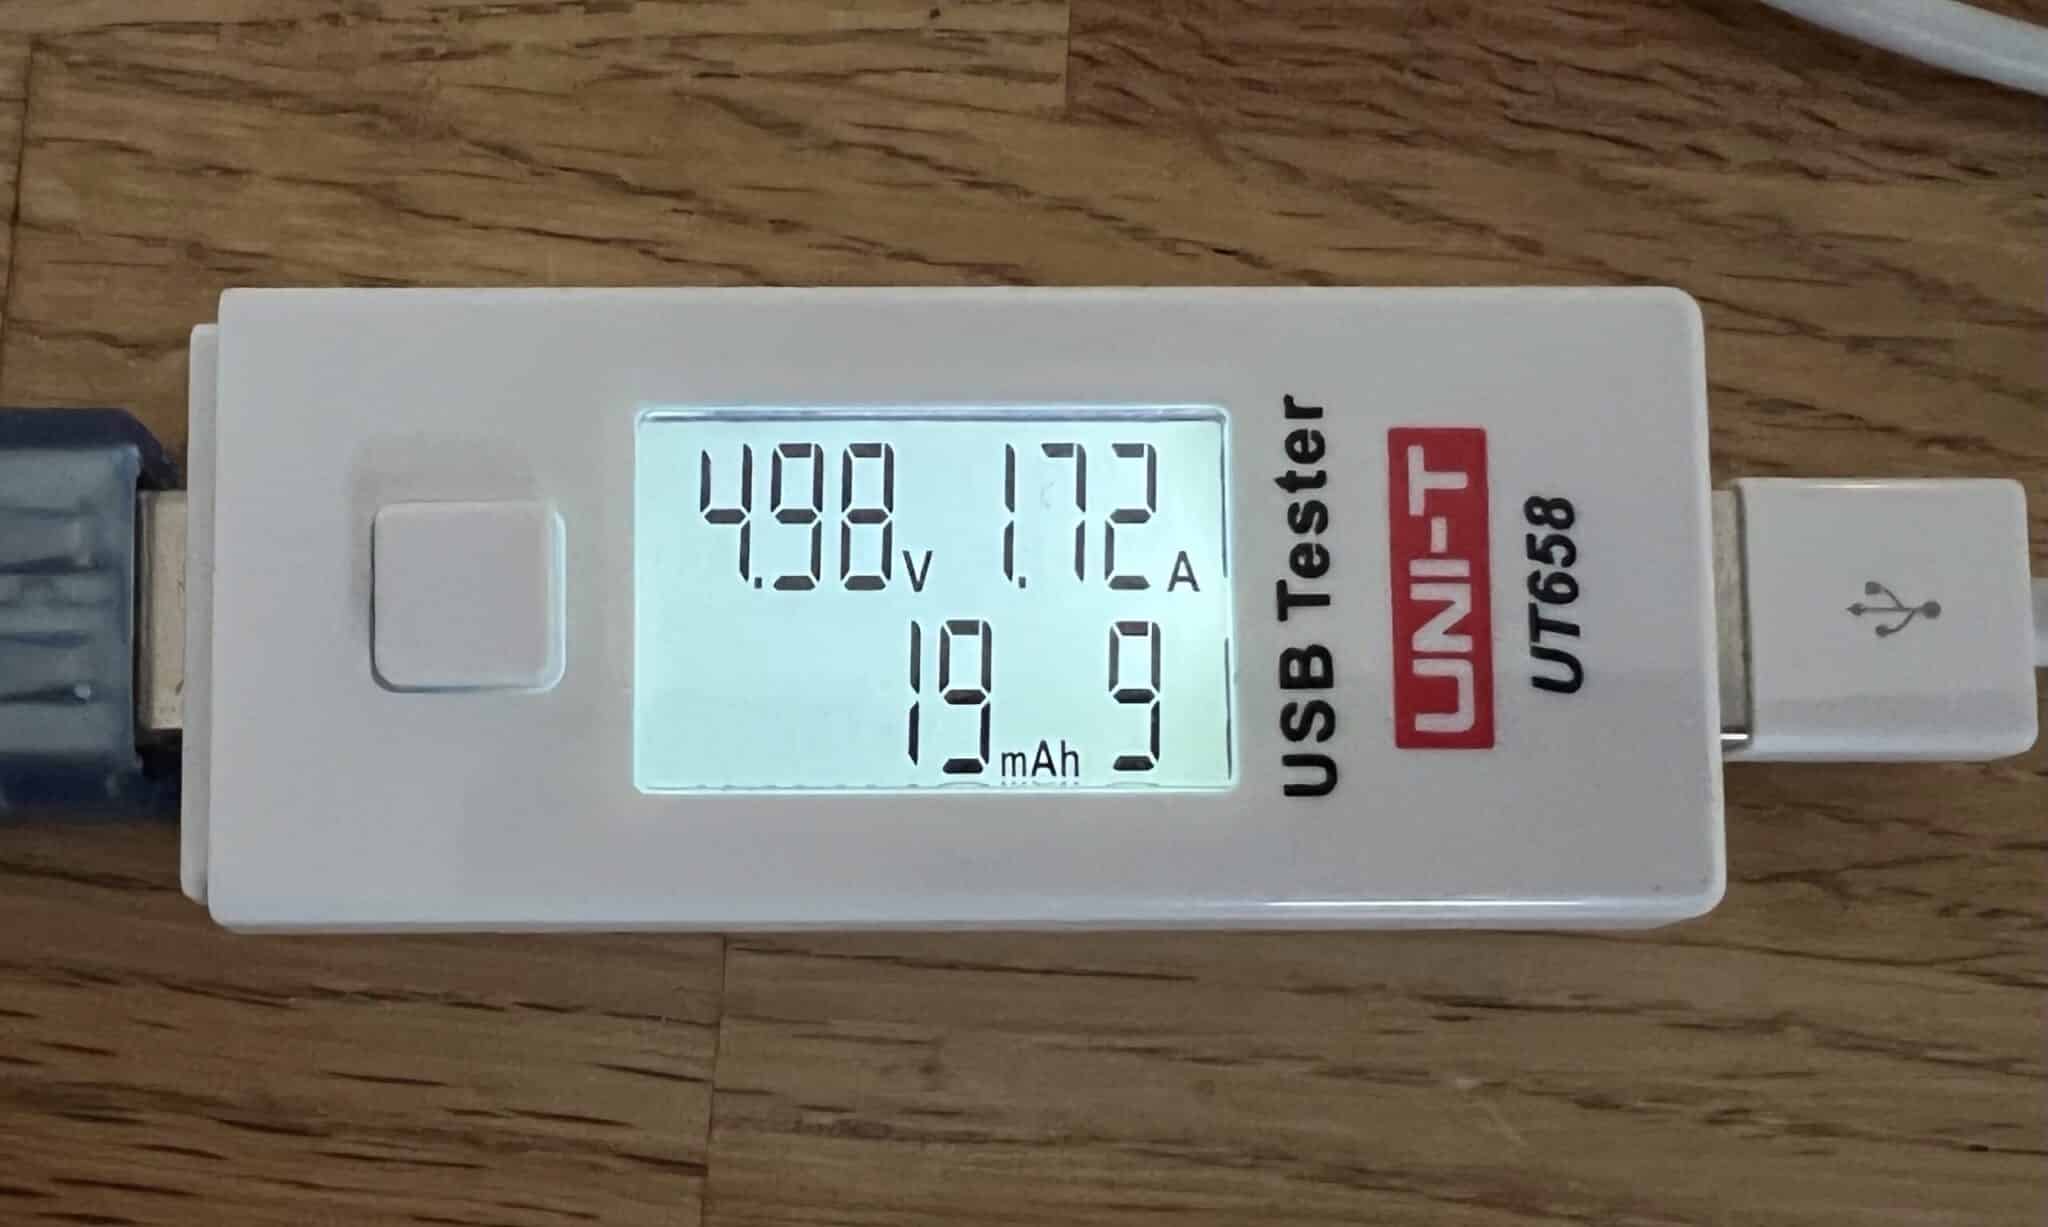 4.98V 1.72A
19mAh 9
USB Tester
UNI-T
UT658